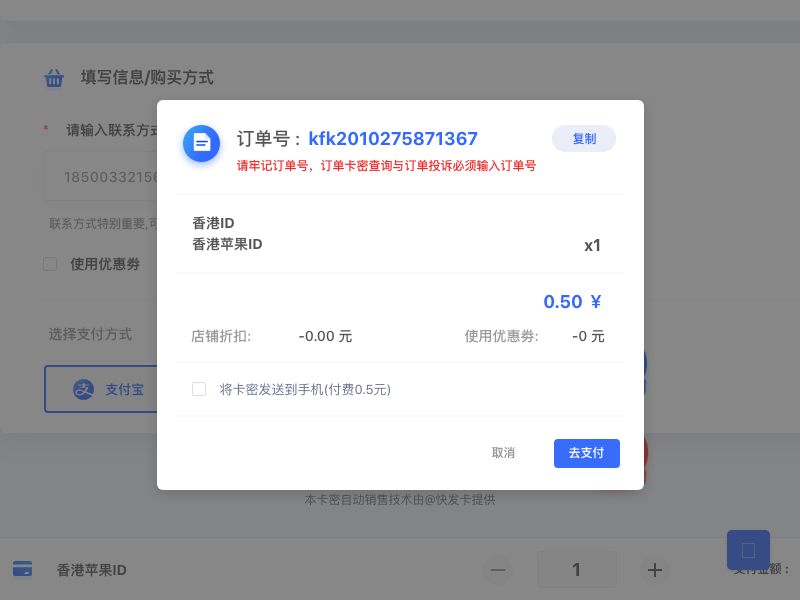 填写信息/购买方式
* 请输入联系方式
1850033215
联系方式特别重要,可
使用优惠劵
选择支付方式
支付宝
订单号： kfk2010275871367
复制
请牢记订单号，订单卡密查询与订单投诉必须输入订单号
香港ID
香港苹果ID
x1
0.50 ￥
店铺折扣: -0.00 元 使用优惠劵: -0 元
将卡密发送到手机(付费0.5元)
取消
去支付
本卡密自动销售技术由@快发卡提供
香港苹果ID
1
支付金额：